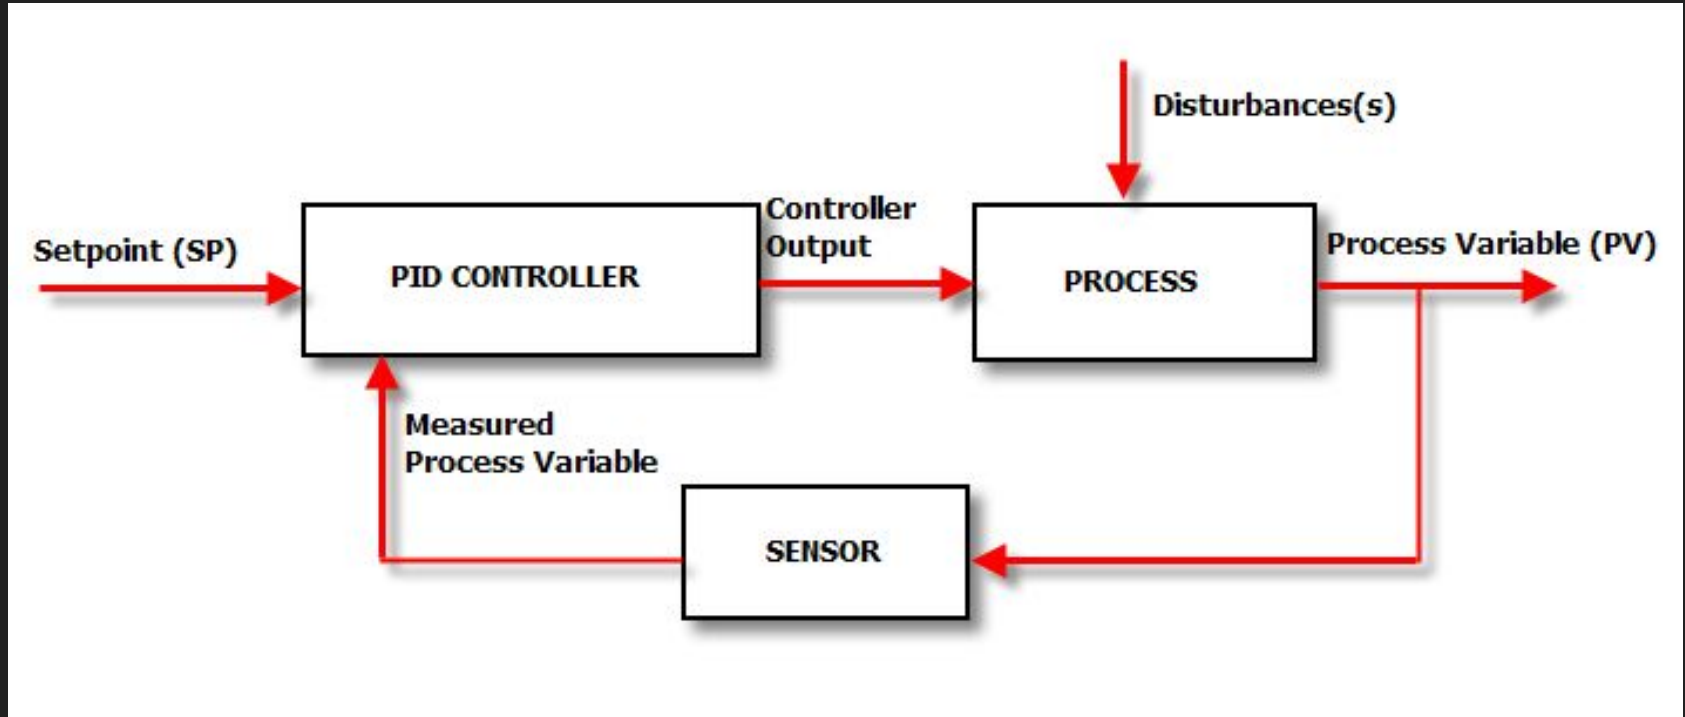 Disturbances(s)
Setpoint (SP)
PID CONTROLLER
Controller
Output
PROCESS
Process Variable (PV)
Measured
Process Variable
SENSOR